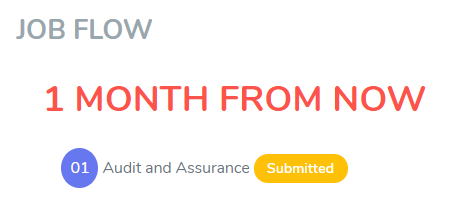 JOB FLOW
1 MONTH FROM NOW
01 Audit and Assurance Submitted